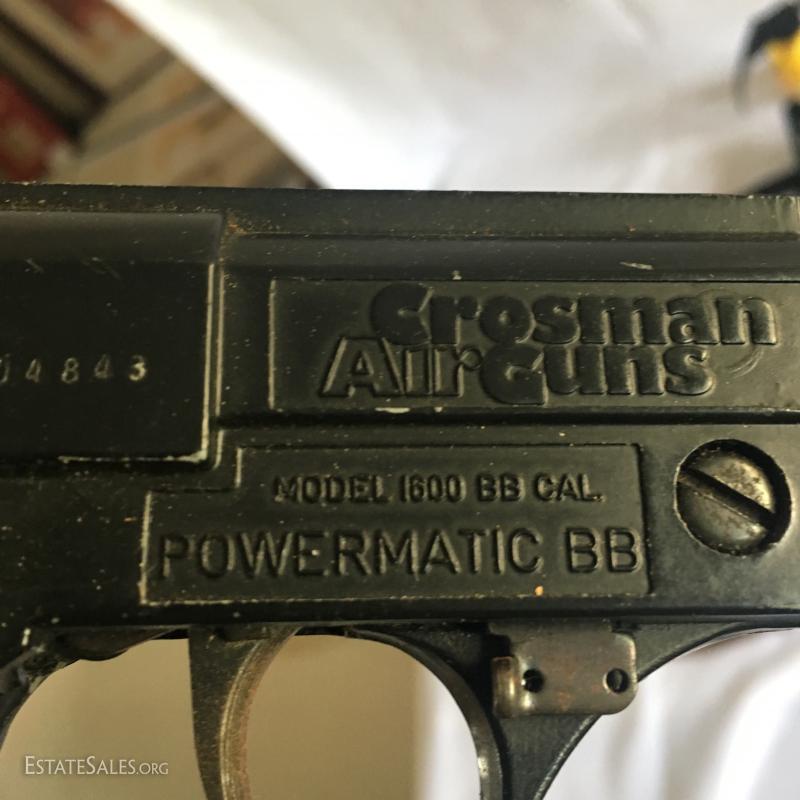 Crosman
AirGuns
04843
MODEL 1600 BB CAL.
POWERMATIC BB
ESTATESALES.ORG